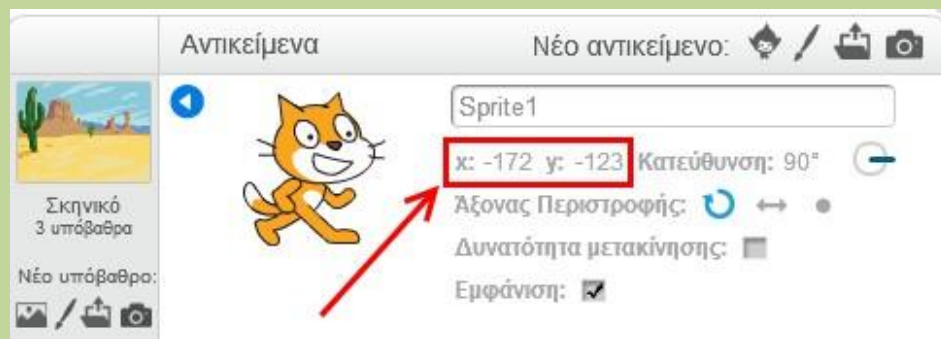 Αντικείμενα
Νέο αντικείμενο:
Sprite1
x: -172 y: -123 Κατεύθυνση: 90°
Άξονας Περιστροφής:
Δυνατότητα μετακίνησης:
Εμφάνιση:
Σκηνικό
3 υπόβαθρα
Νέο υπόβαθρο: